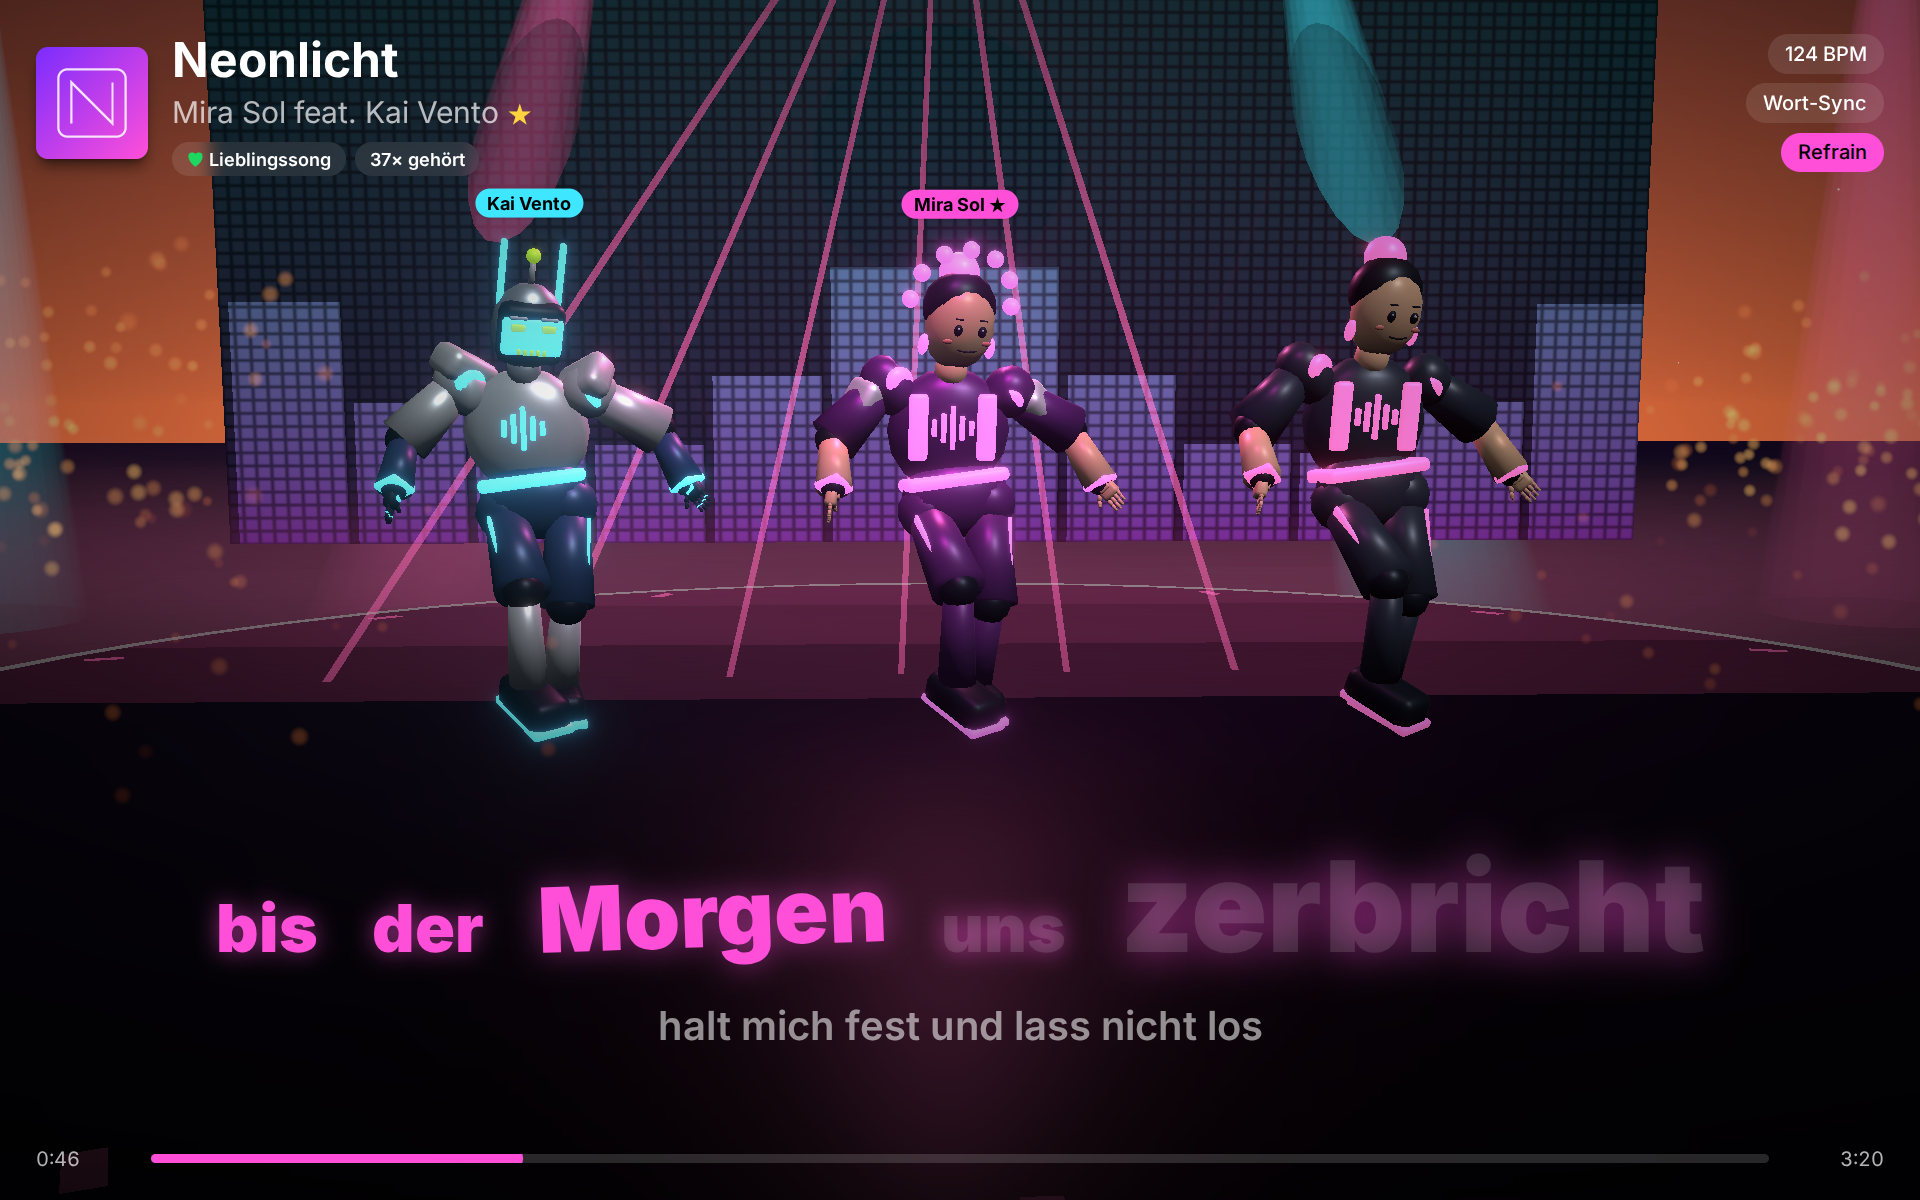 N
Neonlicht
Mira Sol feat. Kai Vento ★
Lieblingssong
37× gehört
124 BPM
Wort-Sync
Refrain
Kai Vento
Mira Sol ★
bis der Morgen uns zerbricht
halt mich fest und lass nicht los
0:46
3:20